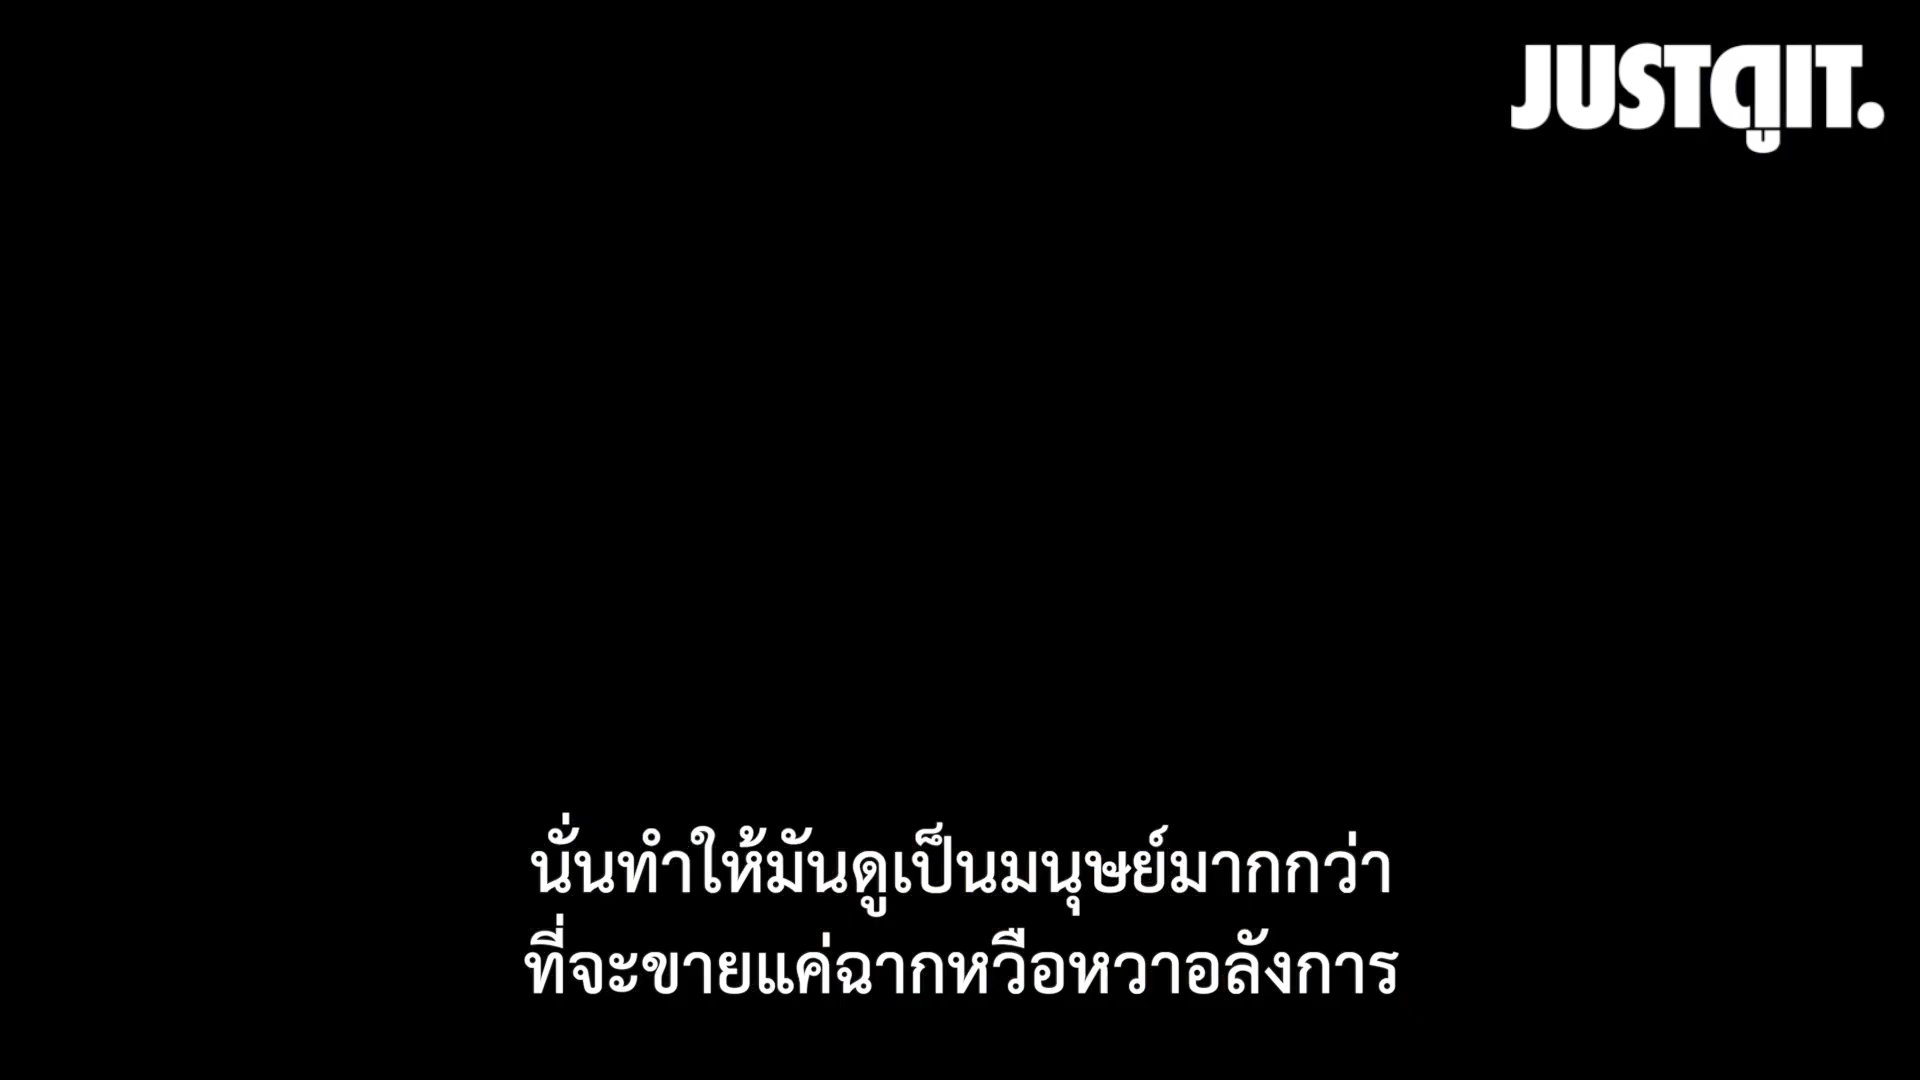 JUSTดูIT.
นั่นทำให้มันดูเป็นมนุษย์มากกว่า
ที่จะขายแค่ฉากหวือหวาอลังการ